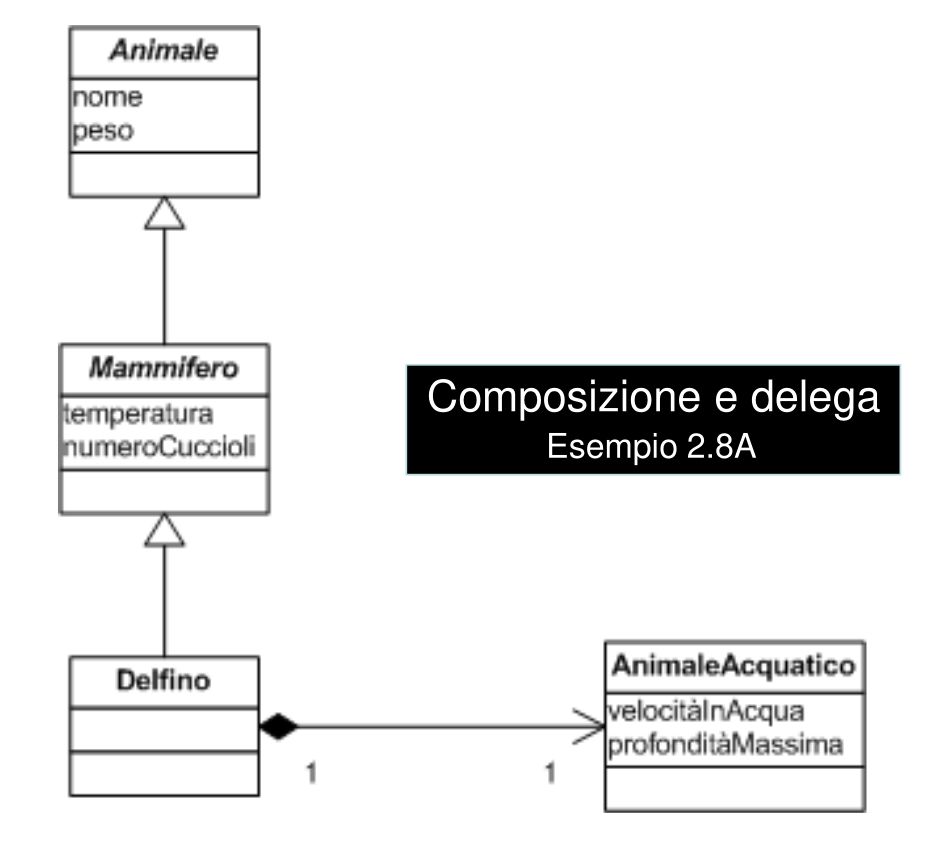 Animale
nome
peso
Mammifero
temperatura
numeroCuccioli
Composizione e delega
Esempio 2.8A
Delfino
1
1
AnimaleAcquatico
velocitàInAcqua
profonditàMassima